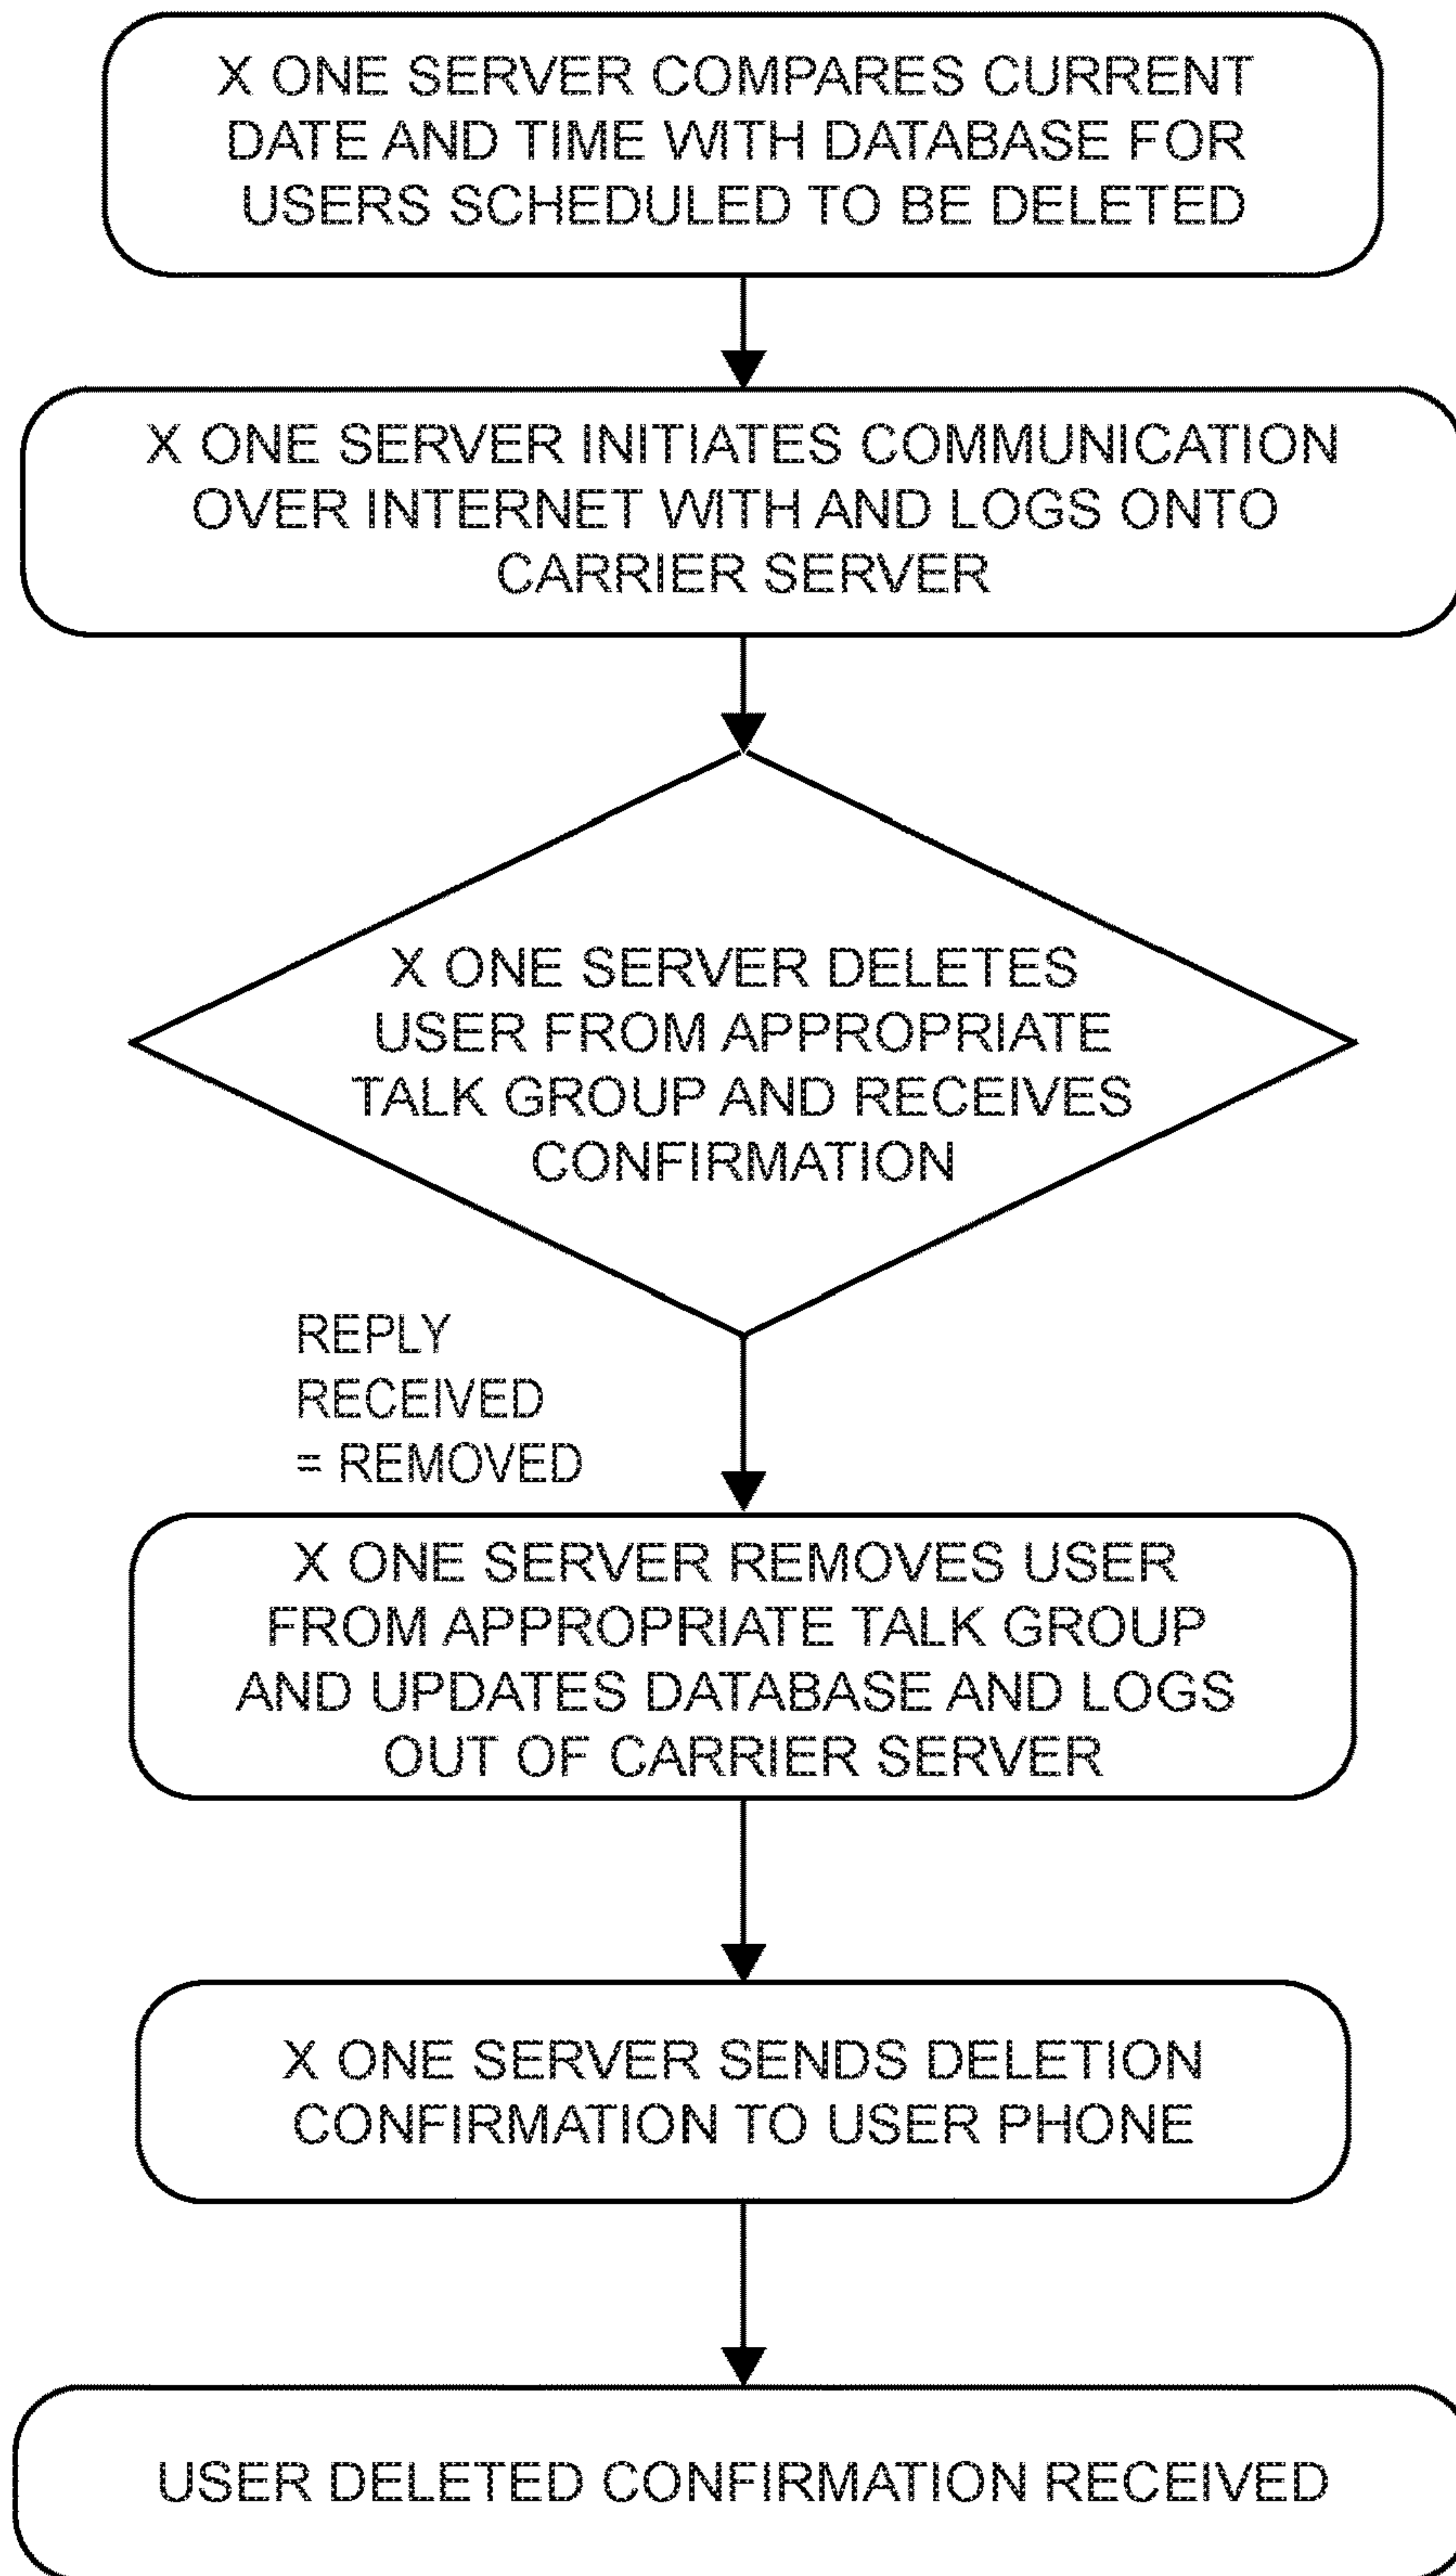 X ONE SERVER COMPARES CURRENT
DATE AND TIME WITH DATABASE FOR
USERS SCHEDULED TO BE DELETED
X ONE SERVER INITIATES COMMUNICATION
OVER INTERNET WITH AND LOGS ONTO
CARRIER SERVER
X ONE SERVER DELETES
USER FROM APPROPRIATE
TALK GROUP AND RECEIVES
CONFIRMATION
REPLY
RECEIVED
= REMOVED
X ONE SERVER REMOVES USER
FROM APPROPRIATE TALK GROUP
AND UPDATES DATABASE AND LOGS
OUT OF CARRIER SERVER
X ONE SERVER SENDS DELETION
CONFIRMATION TO USER PHONE
USER DELETED CONFIRMATION RECEIVED